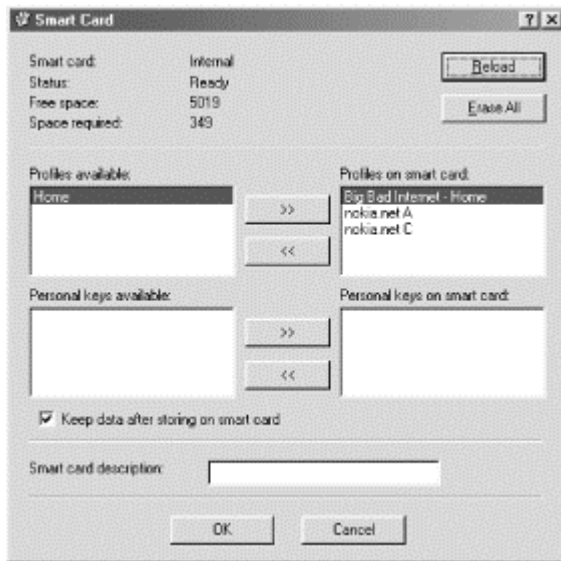 Smart Card
Smart card: Internal
Status: Ready
Free space: 5019
Space required: 349
Reload
Erase All
Profiles available:
Home
>>
<<
Profiles on smart card:
Big Bad Internet - Home
nokia.net A
nokia.net C
Personal keys available:
>>
<<
Personal keys on smart card:
Keep data after storing on smart card
Smart card description:
OK Cancel